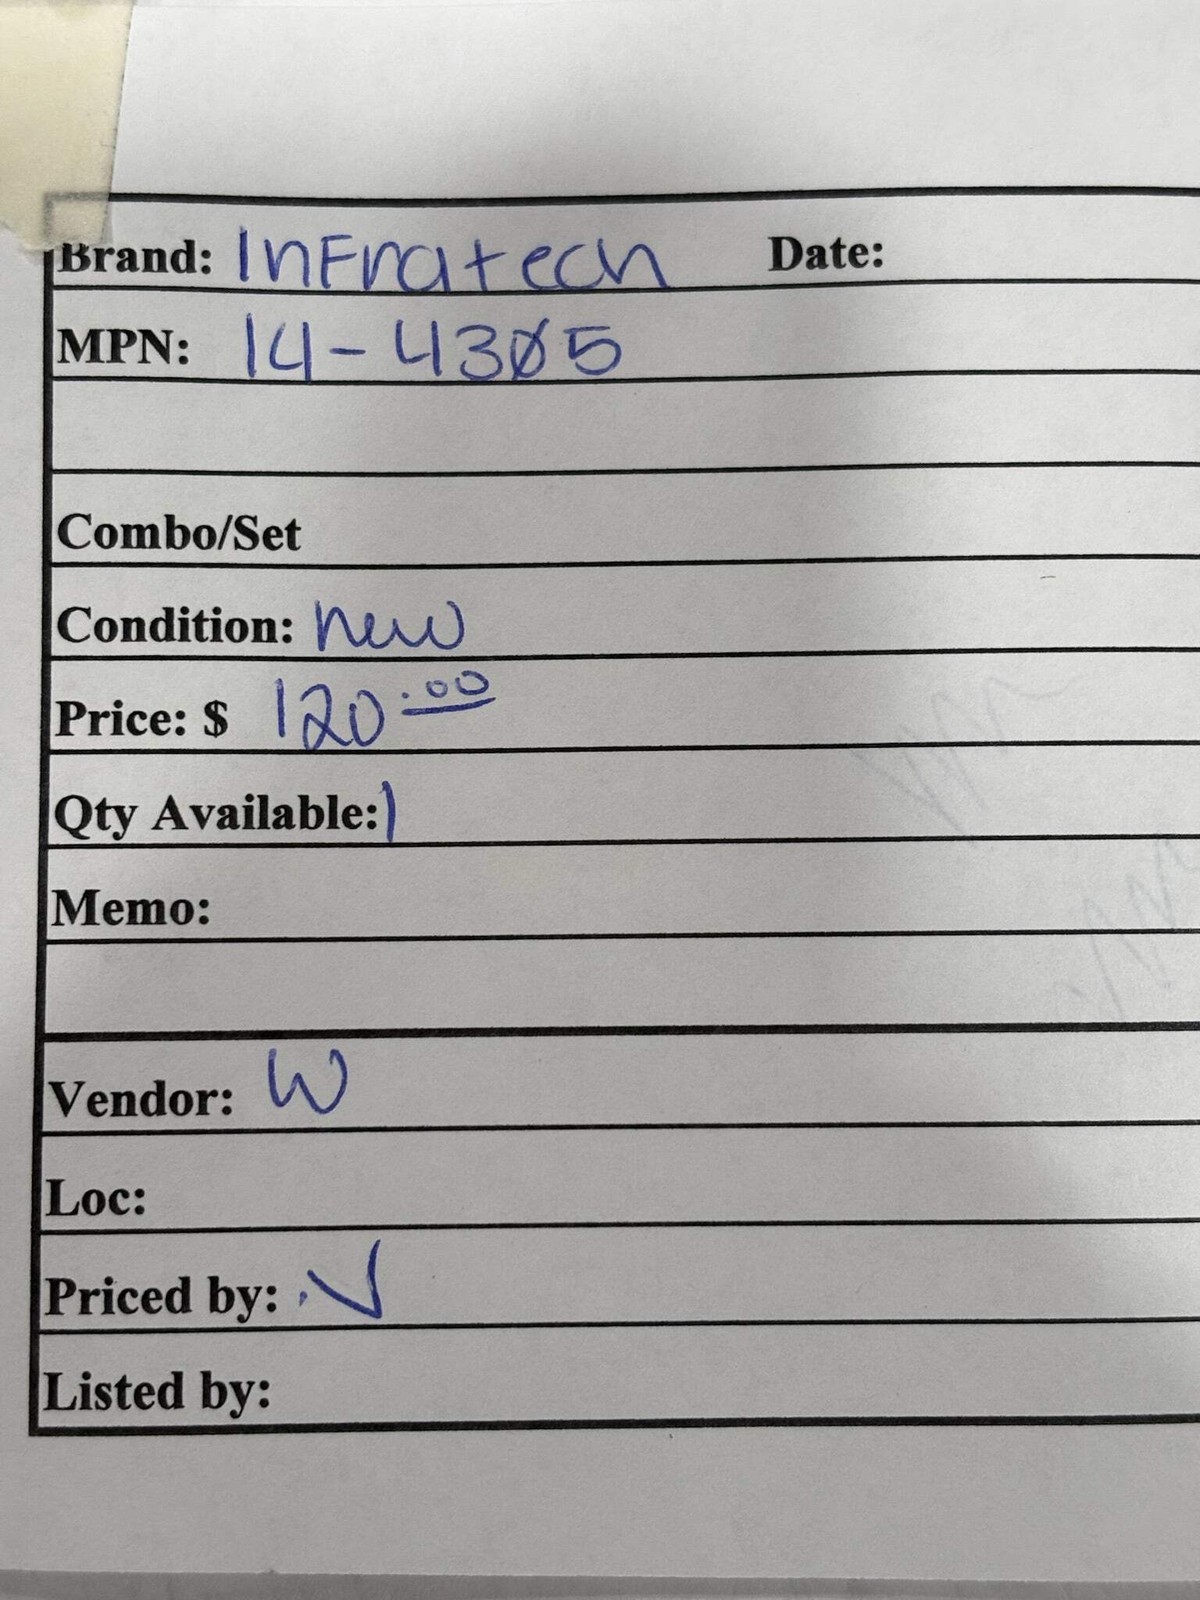 Brand: InFratech Date:
MPN: 14-4305
Combo/Set
Condition: new
Price: $ 120.00
Qty Available: 1
Memo:
Vendor: W
Loc:
Priced by: V
Listed by: